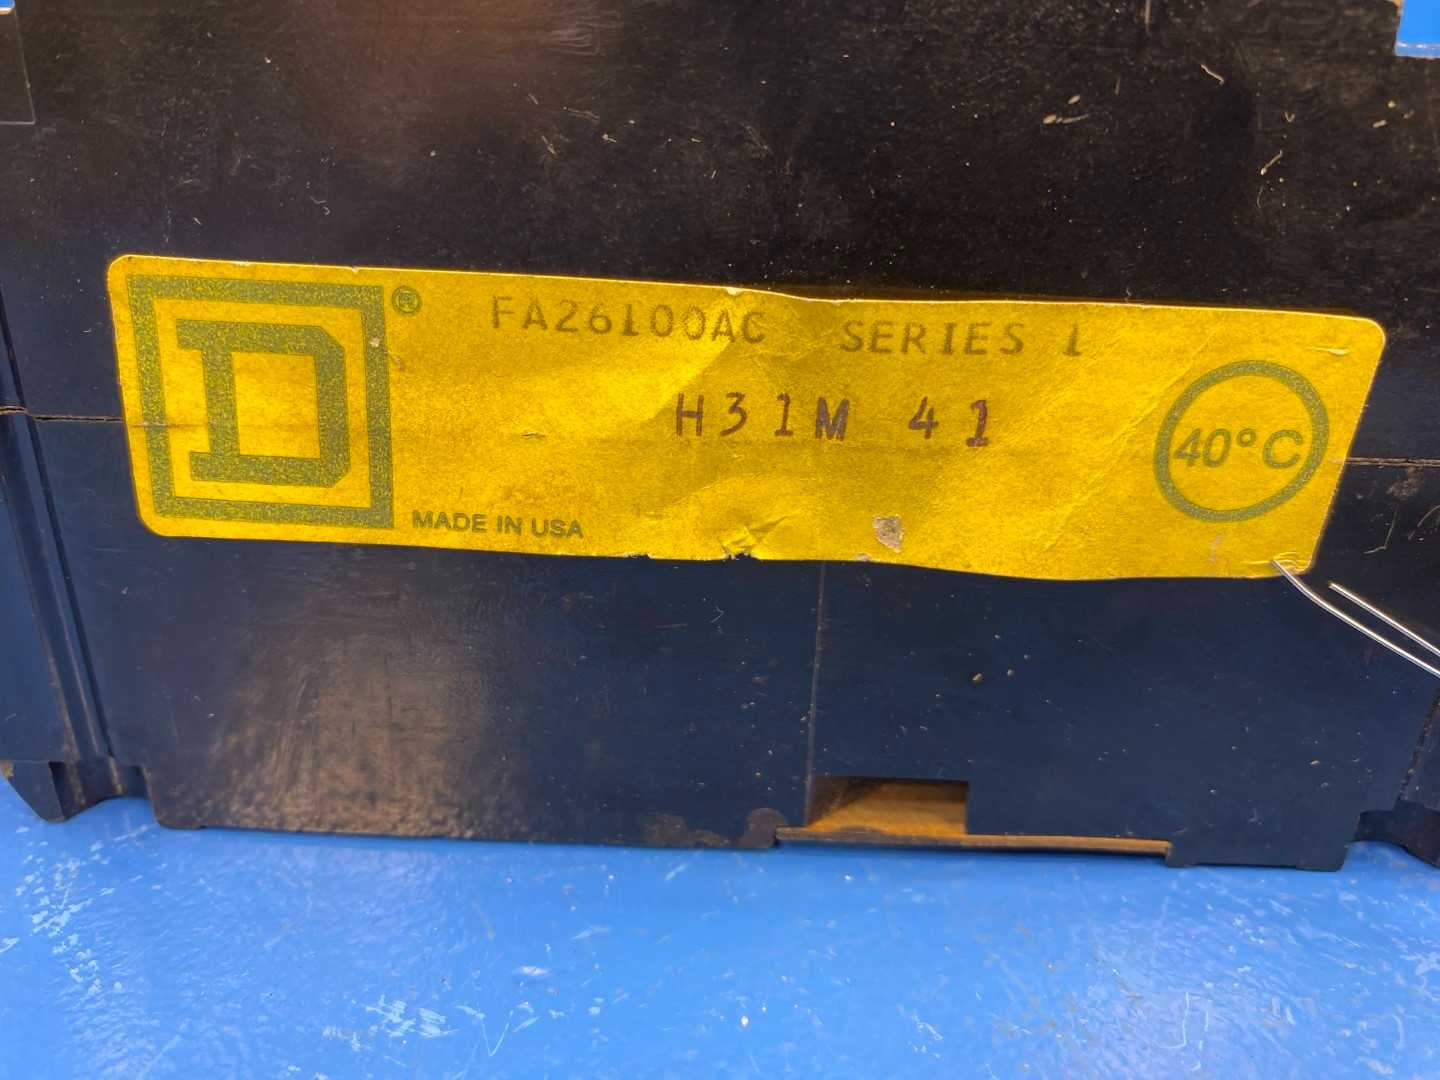 D®
FA26100AC SERIES 1
H31M 41
40°C
MADE IN USA